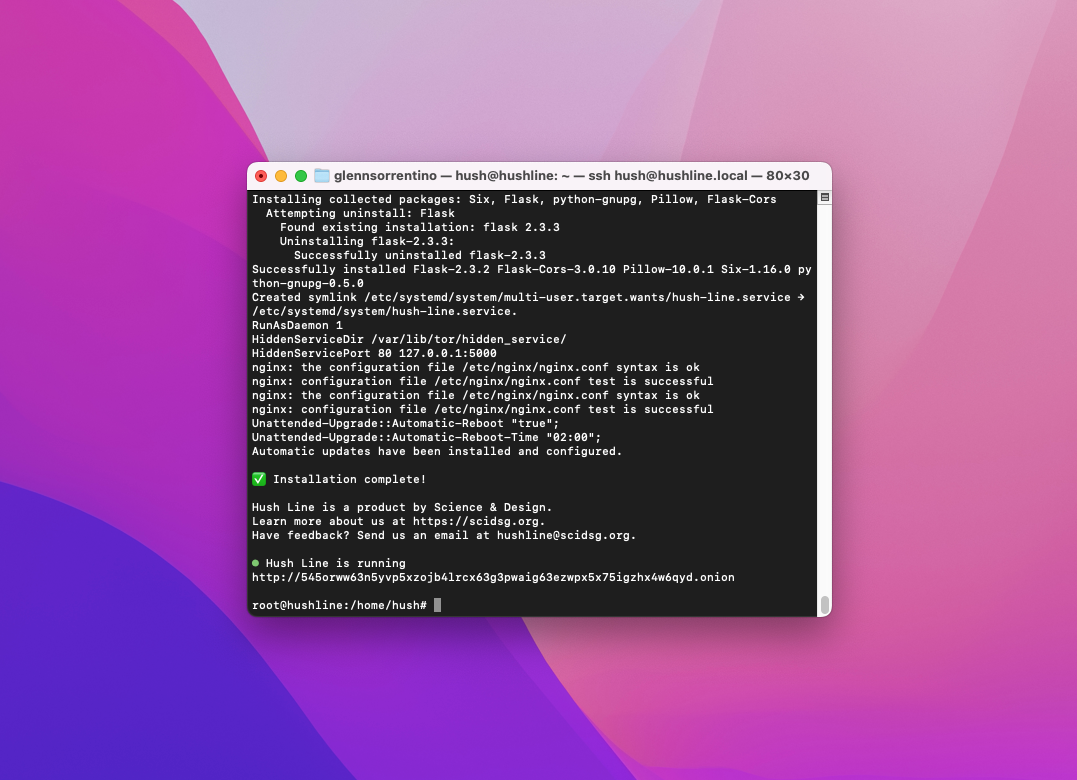 glennsorrentino — hush@hushline: ~ — ssh hush@hushline.local — 80×30
Installing collected packages: Six, Flask, python-gnupg, Pillow, Flask-Cors
Attempting uninstall: Flask
Found existing installation: flask 2.3.3
Uninstalling flask-2.3.3:
Successfully uninstalled flask-2.3.3
Successfully installed Flask-2.3.2 Flask-Cors-3.0.10 Pillow-10.0.1 Six-1.16.0 py
thon-gnupg-0.5.0
Created symlink /etc/systemd/system/multi-user.target.wants/hush-line.service →
/etc/systemd/system/hush-line.service.
RunAsDaemon 1
HiddenServiceDir /var/lib/tor/hidden_service/
HiddenServicePort 80 127.0.0.1:5000
nginx: the configuration file /etc/nginx/nginx.conf syntax is ok
nginx: configuration file /etc/nginx/nginx.conf test is successful
nginx: the configuration file /etc/nginx/nginx.conf syntax is ok
nginx: configuration file /etc/nginx/nginx.conf test is successful
Unattended-Upgrade::Automatic-Reboot "true";
Unattended-Upgrade::Automatic-Reboot-Time "02:00";
Automatic updates have been installed and configured.
✅ Installation complete!
Hush Line is a product by Science & Design.
Learn more about us at https://scidsg.org.
Have feedback? Send us an email at hushline@scidsg.org.
● Hush Line is running
http://545orww63n5yvp5xzojb4lrcx63g3pwaig63ezwpx5x75igzhx4w6qyd.onion
root@hushline:/home/hush#